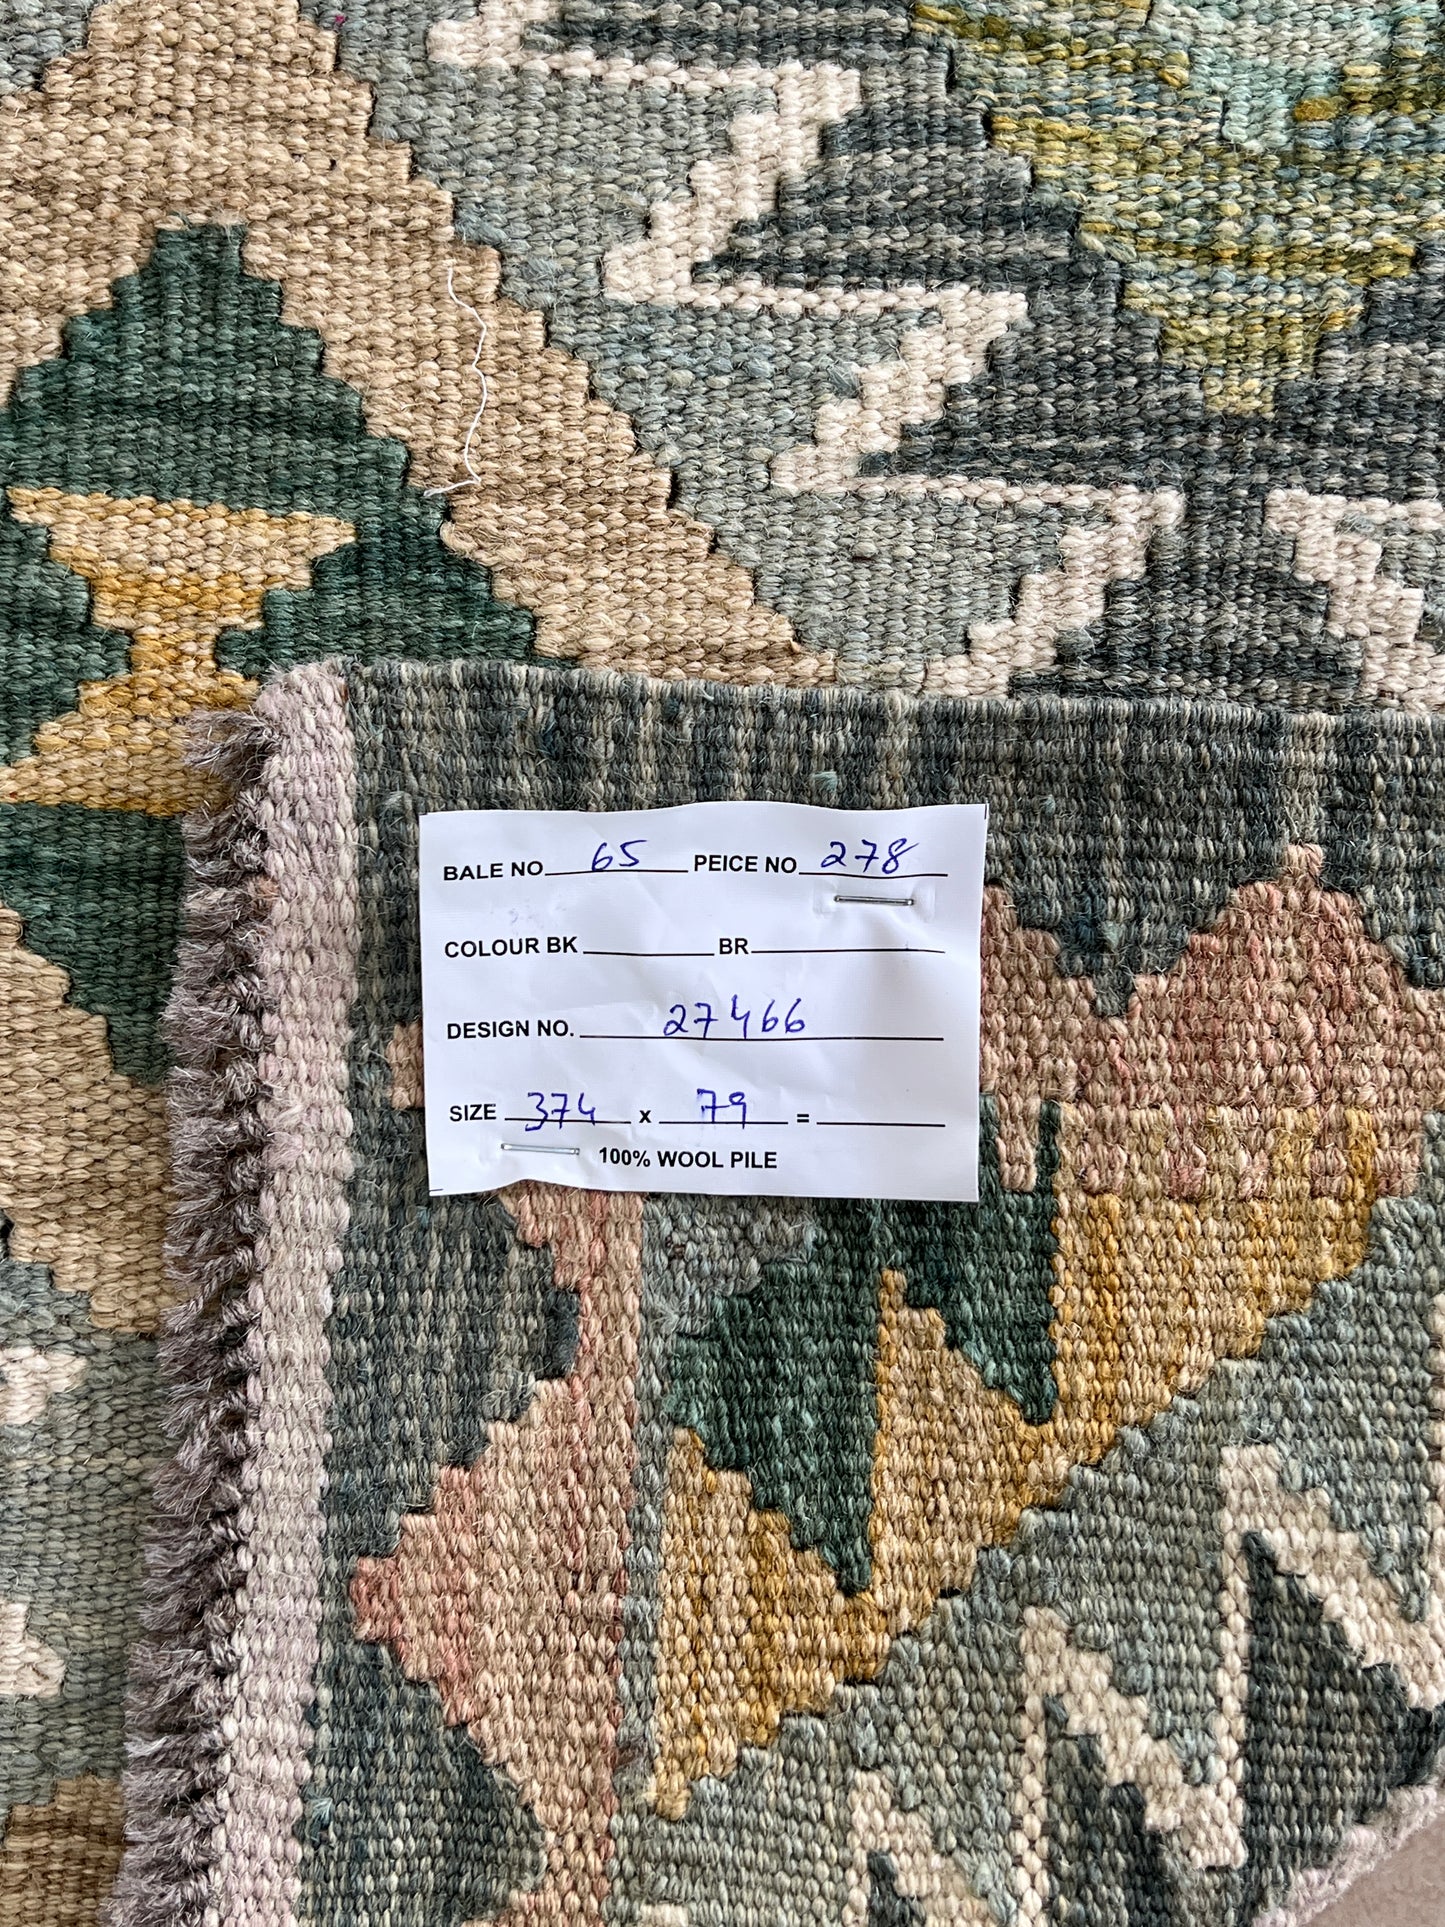 BALE NO 65 PEICE NO 278
COLOUR BK BR
DESIGN NO. 27466
SIZE 374 x 79 =
100% WOOL PILE